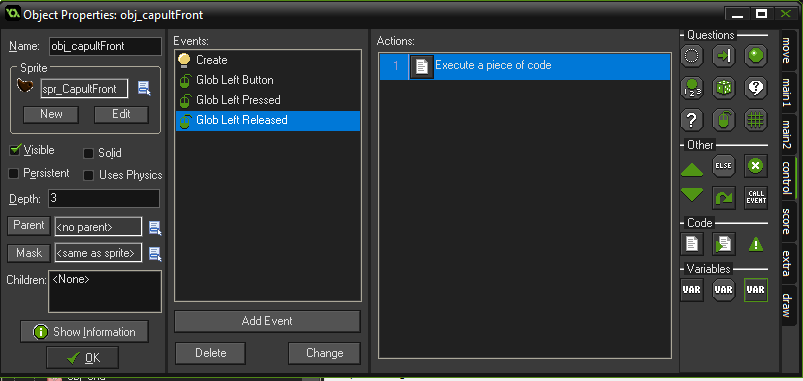 Object Properties: obj_capultFront
Name: obj_capultFront
Sprite
spr_CapultFront
New Edit
Visible Solid
Persistent Uses Physics
Depth: 3
Parent <no parent>
Mask <same as sprite>
Children: <None>
Show Information
OK
Events:
Create
Glob Left Button
Glob Left Pressed
Glob Left Released
Add Event
Delete Change
Actions:
1 Execute a piece of code
Questions
1 2 3
?
Other
ELSE
CALL
EVENT
Code
Variables
VAR VAR VAR
move
main1
main2
control
score
extra
draw